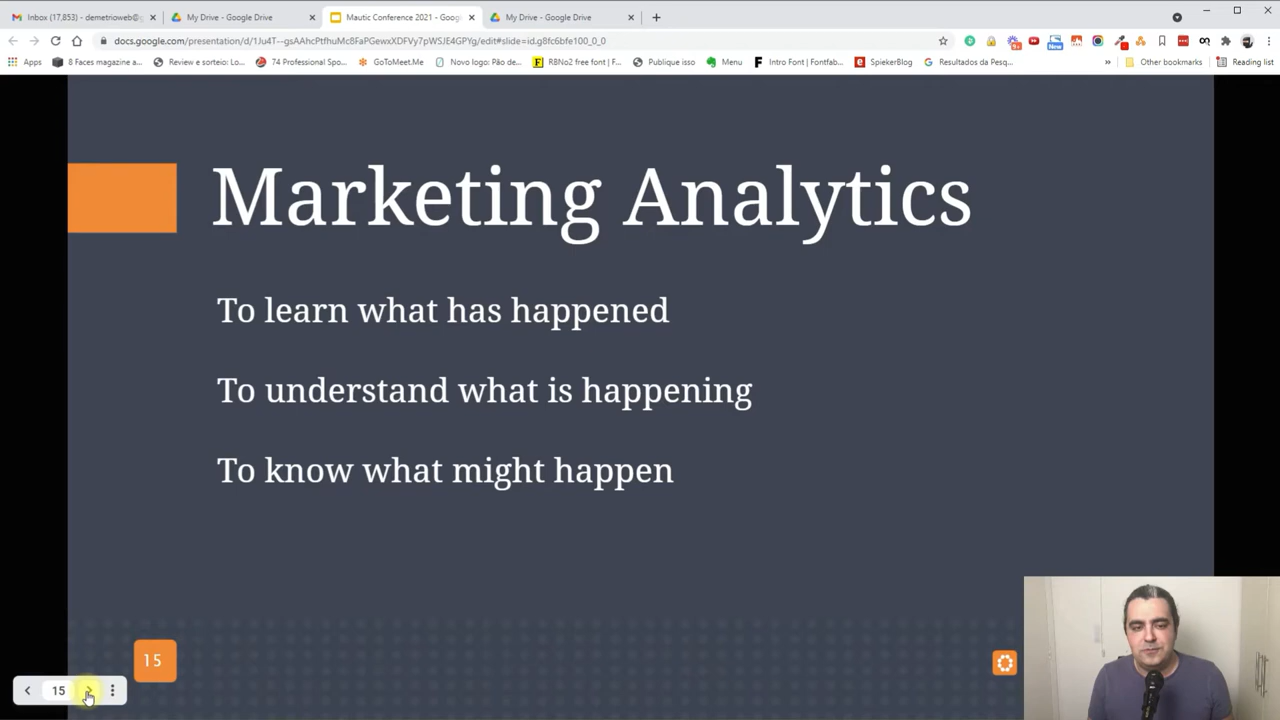 Inbox (17,853) - demetrioweb@g
My Drive - Google Drive
Mautic Conference 2021 - Goog
My Drive - Google Drive
docs.google.com/presentation/d/1Ju4T--gsAAhcPtfhuMc8FaPGewxXDFVy7pWSJE4GPYg/edit#slide=id.g8fc6bfe100_0_0
Apps
8 Faces magazine a...
Review e sorteio: Lo...
74 Professional Spo...
GoToMeet.Me
Novo logo: Pão de...
RBNo2 free font | F...
Publique isso
Menu
Intro Font | Fontfab...
SpiekerBlog
Resultados da Pesq...
»
Other bookmarks
Reading list
Marketing Analytics
To learn what has happened
To understand what is happening
To know what might happen
15
15